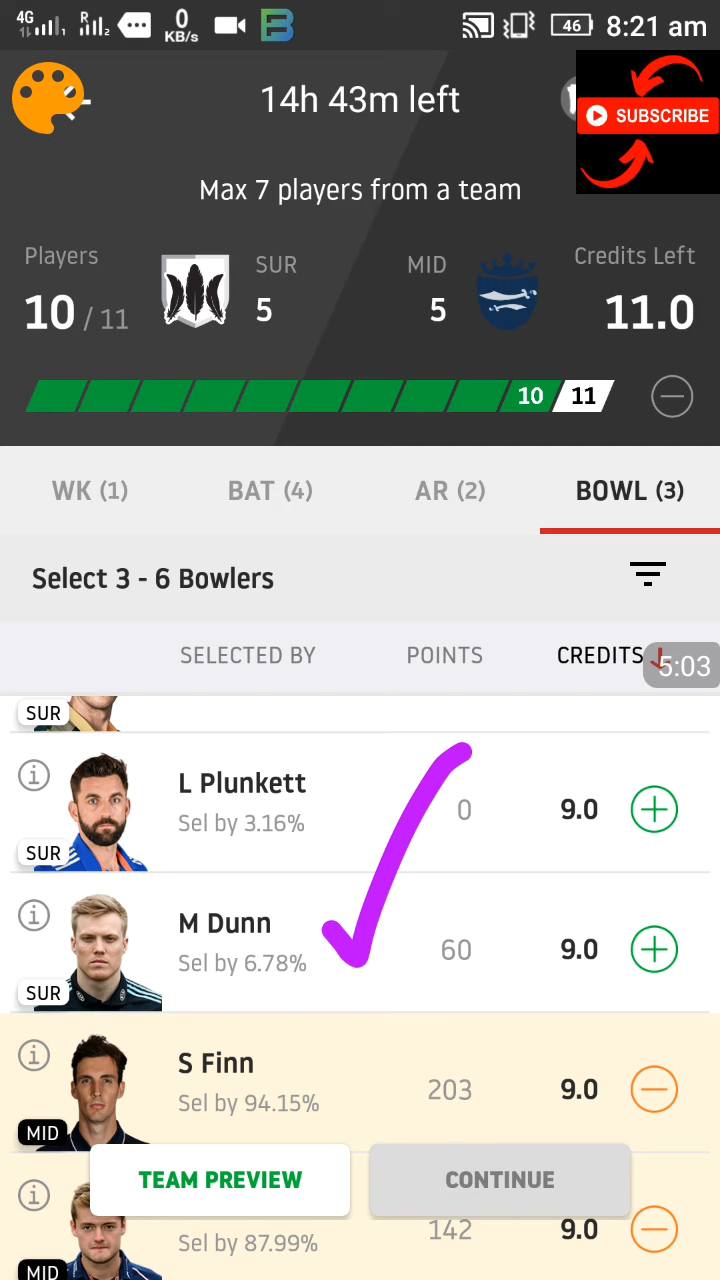 4G R 1 2 0 KB/s 46 8:21 am
14h 43m left
SUBSCRIBE
Max 7 players from a team
Players SUR MID Credits Left
10 / 11 5 5 11.0
10 11
WK (1) BAT (4) AR (2) BOWL (3)
Select 3 - 6 Bowlers
SELECTED BY POINTS CREDITS 5:03
SUR
L Plunkett 0 9.0
Sel by 3.16%
SUR
M Dunn 60 9.0
Sel by 6.78%
SUR
S Finn 203 9.0
Sel by 94.15%
MID
TEAM PREVIEW CONTINUE
142 9.0
Sel by 87.99%
MID